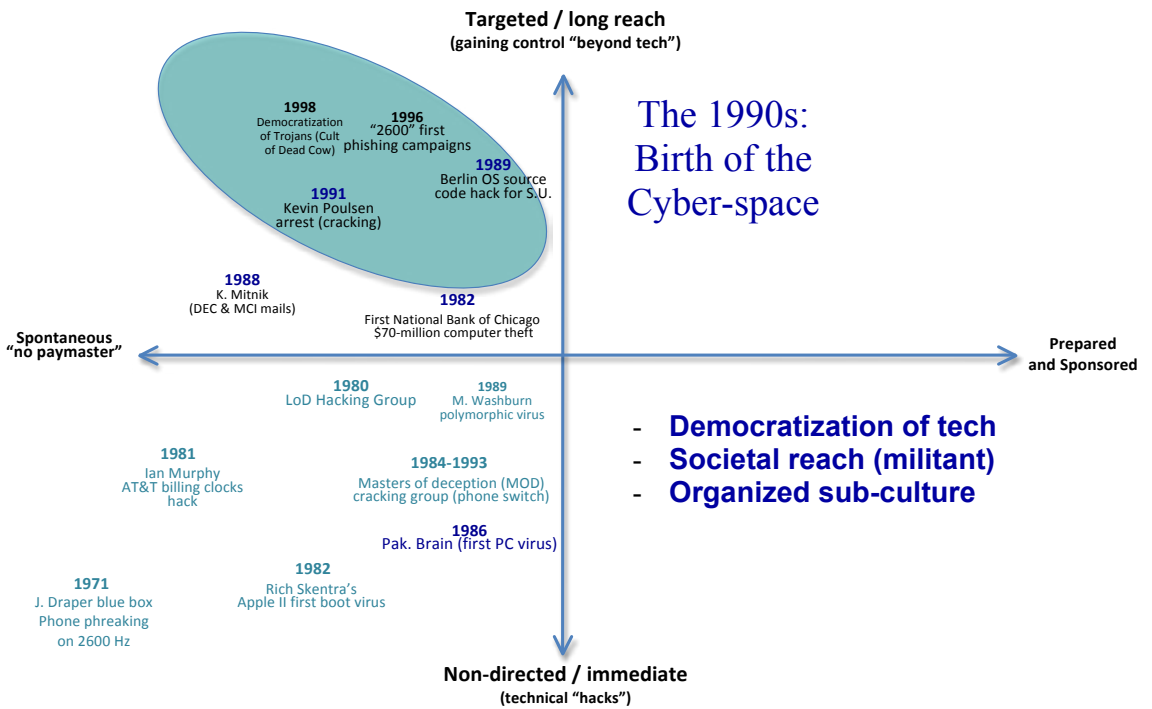 Targeted / long reach
(gaining control “beyond tech”)
The 1990s:
Birth of the
Cyber-space
1998
Democratization
of Trojans (Cult
of Dead Cow)
1996
“2600” first
phishing campaigns
1989
Berlin OS source
code hack for S.U.
1991
Kevin Poulsen
arrest (cracking)
1988
K. Mitnik
(DEC & MCI mails)
1982
First National Bank of Chicago
$70-million computer theft
Spontaneous
“no paymaster”
Prepared
and Sponsored
1980
LoD Hacking Group
1989
M. Washburn
polymorphic virus
- Democratization of tech
- Societal reach (militant)
- Organized sub-culture
1981
Ian Murphy
AT&T billing clocks
hack
1984-1993
Masters of deception (MOD)
cracking group (phone switch)
1986
Pak. Brain (first PC virus)
1982
Rich Skentra’s
Apple II first boot virus
1971
J. Draper blue box
Phone phreaking
on 2600 Hz
Non-directed / immediate
(technical “hacks”)